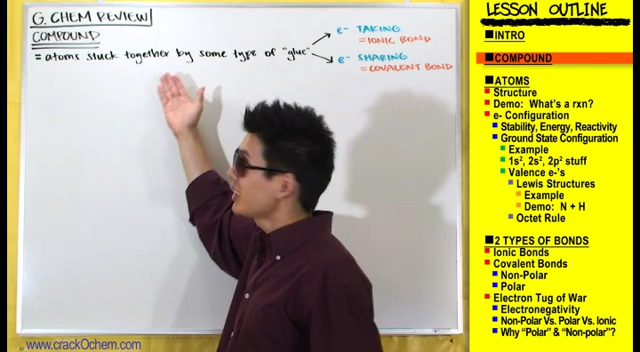 G. CHEM REVIEW
COMPOUND
= atoms stuck together by some type of "glue"
e- TAKING
= IONIC BOND
e- SHARING
= COVALENT BOND
www.crackOchem.com
LESSON OUTLINE
INTRO
COMPOUND
ATOMS
Structure
Demo: What's a rxn?
e- Configuration
Stability, Energy, Reactivity
Ground State Configuration
Example
1s², 2s², 2p² stuff
Valence e-'s
Lewis Structures
Example
Demo: N + H
Octet Rule
2 TYPES OF BONDS
Ionic Bonds
Covalent Bonds
Non-Polar
Polar
Electron Tug of War
Electronegativity
Non-Polar Vs. Polar Vs. Ionic
Why "Polar" & "Non-polar"?